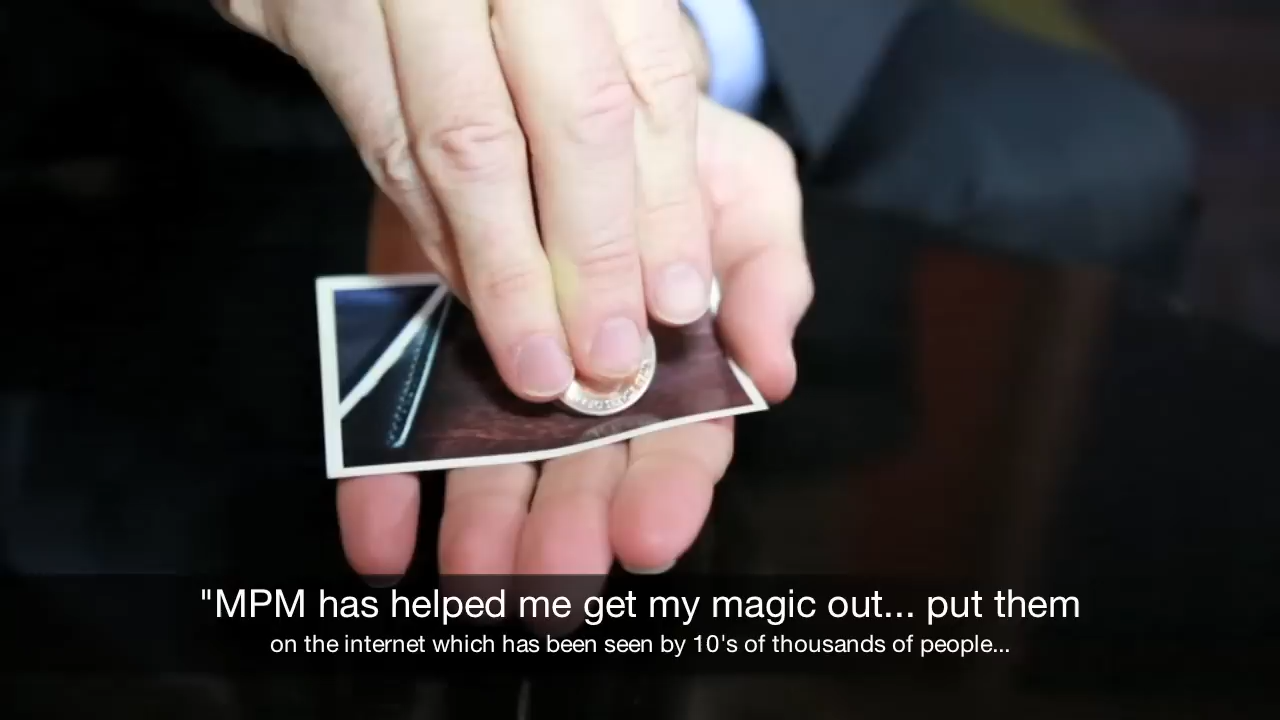 "MPM has helped me get my magic out... put them
on the internet which has been seen by 10's of thousands of people...